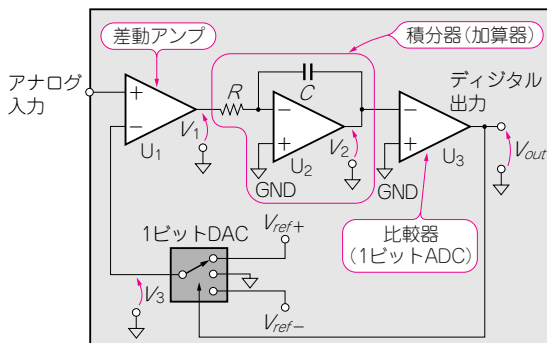 差動アンプ
積分器(加算器)
アナログ
入力
ディジタル
出力
R
C
+
−
U1
V1
−
+
U2
GND
V2
−
+
U3
GND
Vout
比較器
(1ビットADC)
1ビットDAC
Vref+
Vref−
V3